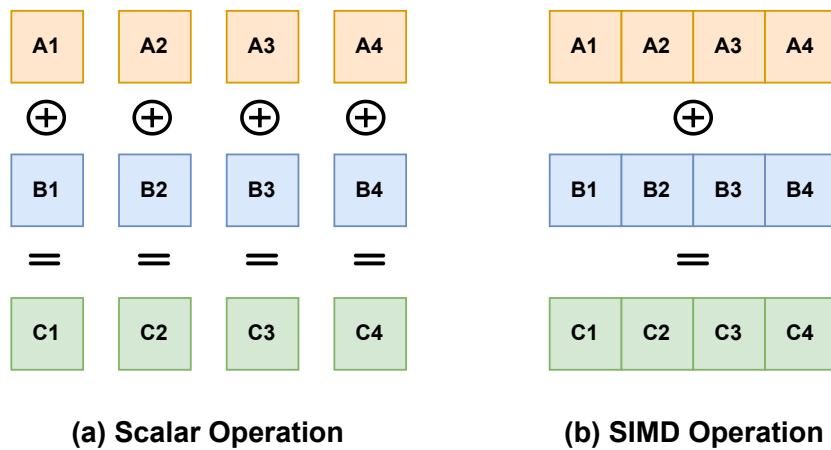 A1 A2 A3 A4
B1 B2 B3 B4
= = = =
C1 C2 C3 C4
(a) Scalar Operation
A1 A2 A3 A4
B1 B2 B3 B4
=
C1 C2 C3 C4
(b) SIMD Operation